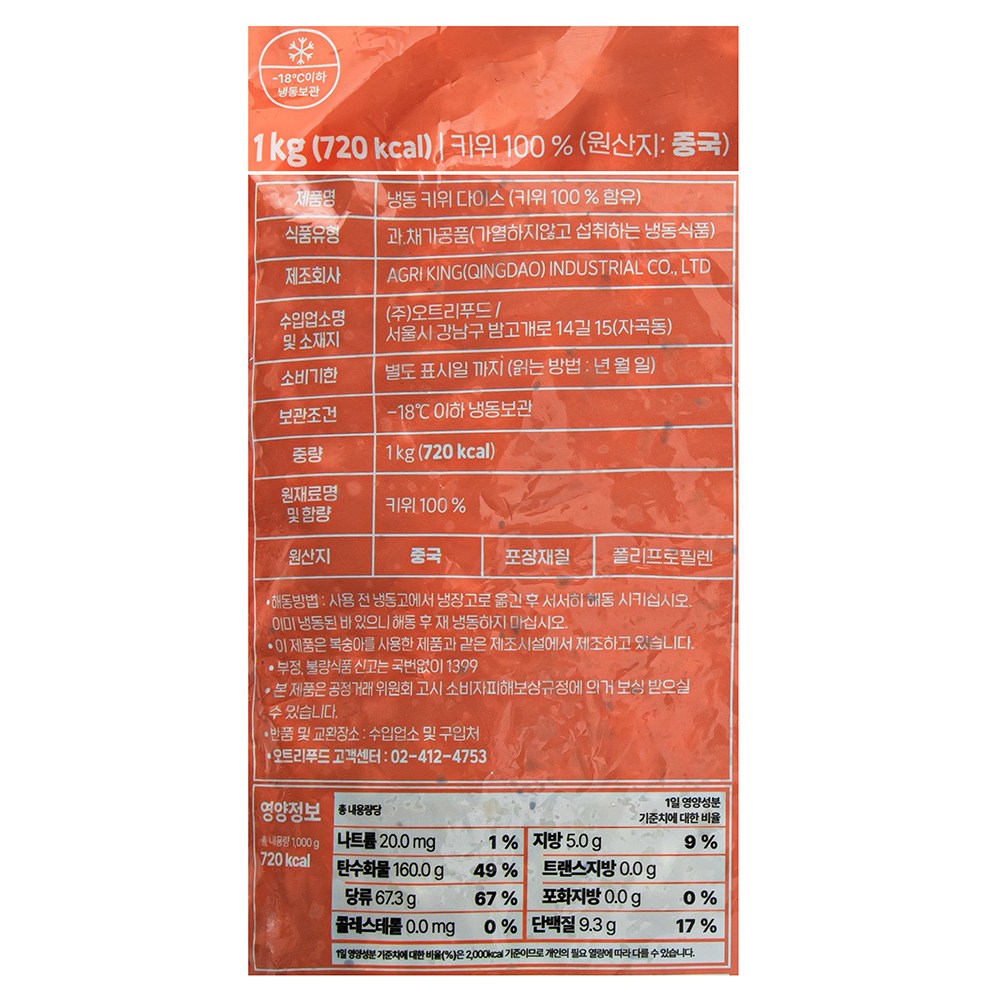 -18℃이하
냉동보관
1kg (720 kcal) | 키위 100 % (원산지: 중국)
제품명 냉동 키위 다이스 (키위 100 % 함유)
식품유형 과.채가공품(가열하지않고 섭취하는 냉동식품)
제조회사 AGRI KING(QINGDAO) INDUSTRIAL CO., LTD
수입업소명
및 소재지
(주)오트리푸드 /
서울시 강남구 밤고개로 14길 15(자곡동)
소비기한 별도 표시일 까지 (읽는 방법 : 년 월 일)
보관조건 -18℃ 이하 냉동보관
중량 1kg (720 kcal)
원재료명
및 함량
키위 100 %
원산지 중국 포장재질 폴리프로필렌
•해동방법 : 사용 전 냉동고에서 냉장고로 옮긴 후 서서히 해동 시키십시오.
이미 냉동된 바 있으니 해동 후 재 냉동하지 마십시오.
•이 제품은 복숭아를 사용한 제품과 같은 제조시설에서 제조하고 있습니다.
•부정, 불량식품 신고는 국번없이 1399
•본 제품은 공정거래 위원회 고시 소비자피해보상규정에 의거 보상 받으실
수 있습니다.
•반품 및 교환장소 : 수입업소 및 구입처
•오트리푸드 고객센터 : 02-412-4753
영양정보
총 내용량 1,000 g
720 kcal
총 내용량당
1일 영양성분
기준치에 대한 비율
나트륨 20.0 mg 1 % 지방 5.0 g 9 %
탄수화물 160.0 g 49 % 트랜스지방 0.0 g
당류 67.3 g 67 % 포화지방 0.0 g 0 %
콜레스테롤 0.0 mg 0 % 단백질 9.3 g 17 %
1일 영양성분 기준치에 대한 비율(%)은 2,000kcal 기준이므로 개인의 필요 열량에 따라 다를 수 있습니다.